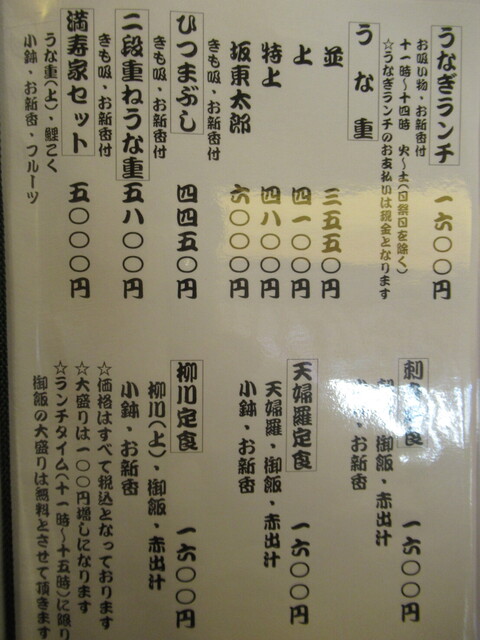 うなぎランチ 一六〇〇円
お吸い物・お新香付
十一時～十四時 火～土(日祭日を除く)
☆うなぎランチのお支払いは現金となります
うな重
並 三五五〇円
上 四一〇〇円
特上 四八〇〇円
坂東太郎 六〇〇〇円
きも吸・お新香付
ひつまぶし 四四五〇円
きも吸・お新香付
二段重ねうな重 五八〇〇円
きも吸・お新香付
満寿家セット 五〇〇〇円
うな重(上)・鯉こく
小鉢・お新香・フルーツ
刺身定食 一六〇〇円
御飯・赤出汁
小鉢・お新香
天婦羅定食 一六〇〇円
天婦羅・御飯・赤出汁
小鉢・お新香
柳川定食 一六〇〇円
柳川(上)・御飯・赤出汁
小鉢・お新香
☆価格はすべて税込となっております
☆大盛りは一〇〇円増しになります
☆ランチタイム(十一時～十五時)に限り
御飯の大盛りは無料とさせて頂きます